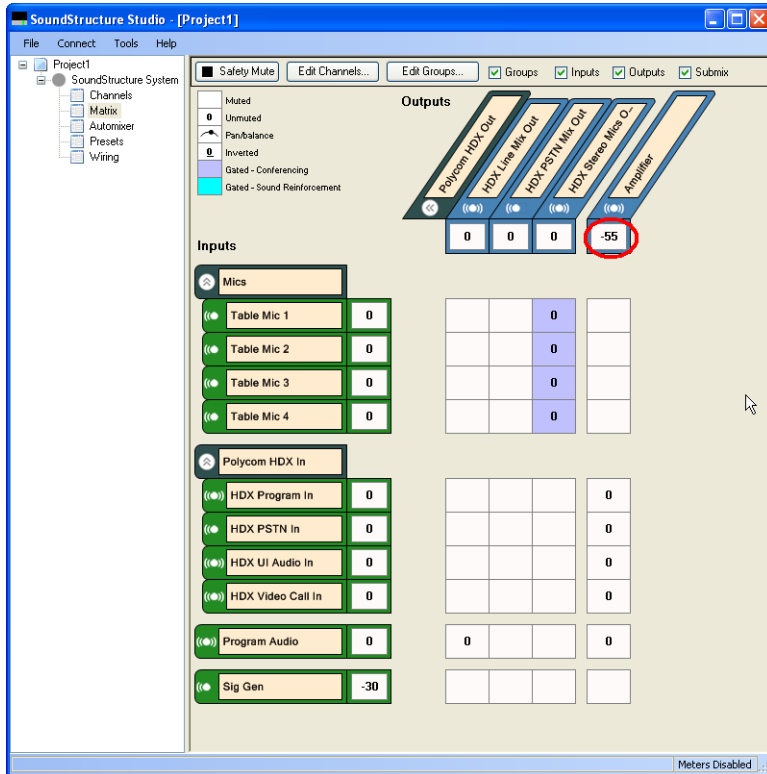 SoundStructure Studio - [Project1]
File Connect Tools Help
Project1
SoundStructure System
Channels
Matrix
Automixer
Presets
Wiring
Safety Mute Edit Channels... Edit Groups... Groups Inputs Outputs Submix
Muted
0 Unmuted
Pan/balance
0 Inverted
Gated - Conferencing
Gated - Sound Reinforcement
Outputs
Polycom HDX Out
HDX Line Mix Out
HDX PSTN Mix Out
HDX Stereo Mics O...
Amplifier
0 0 0 -55
Inputs
Mics
Table Mic 1 0 0
Table Mic 2 0 0
Table Mic 3 0 0
Table Mic 4 0 0
Polycom HDX In
HDX Program In 0 0
HDX PSTN In 0 0
HDX UI Audio In 0 0
HDX Video Call In 0 0
Program Audio 0 0 0
Sig Gen -30
Meters Disabled